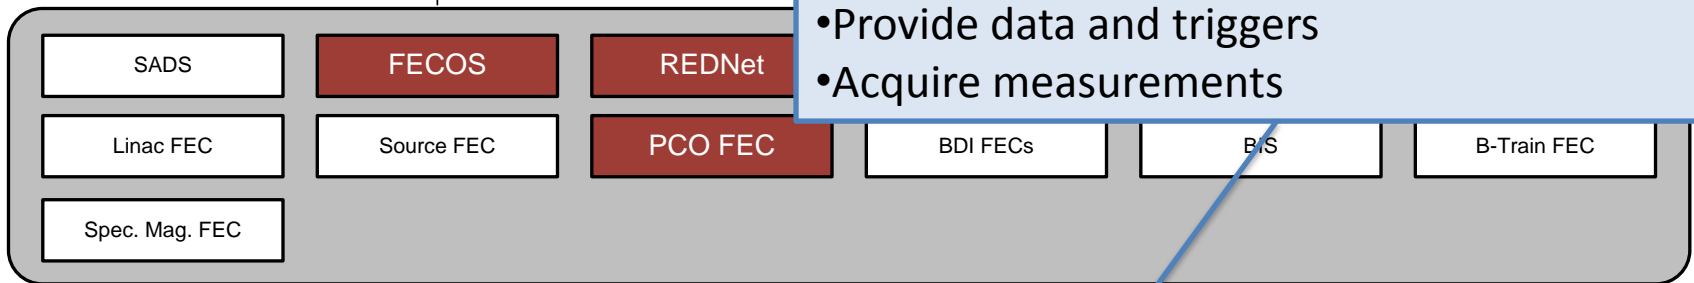 •Provide data and triggers
•Acquire measurements
SADS
FECOS
REDNet
Linac FEC
Source FEC
PCO FEC
BDI FECs
BIS
B-Train FEC
Spec. Mag. FEC